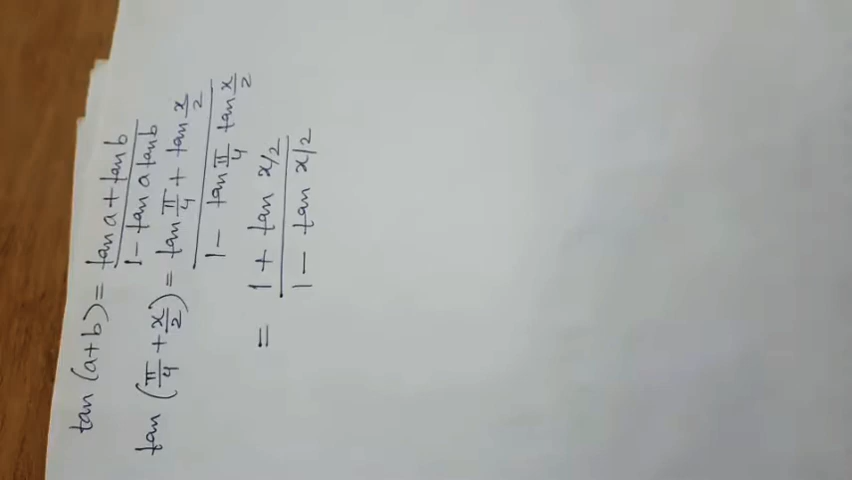 tan (a+b) = (tan a + tan b)/(1 - tan a tan b)
tan (π/4 + x/2) = (tan π/4 + tan x/2)/(1 - tan π/4 tan x/2)
= (1 + tan x/2)/(1 - tan x/2)